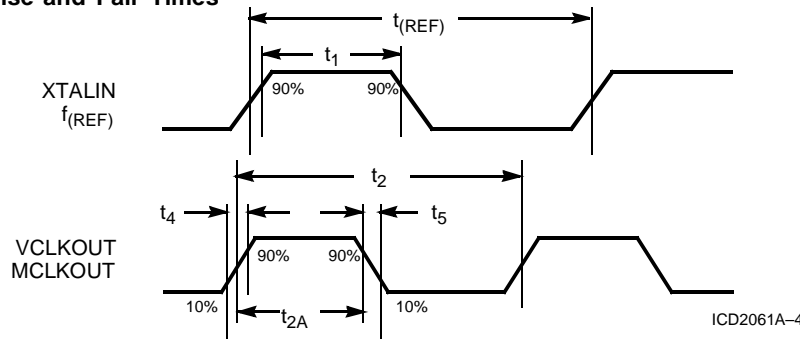 and Fall Times
t(REF)
t1
XTALIN
f(REF)
90%
90%
t2
t4
t5
VCLKOUT
MCLKOUT
90%
90%
10%
t2A
10%
ICD2061A–4